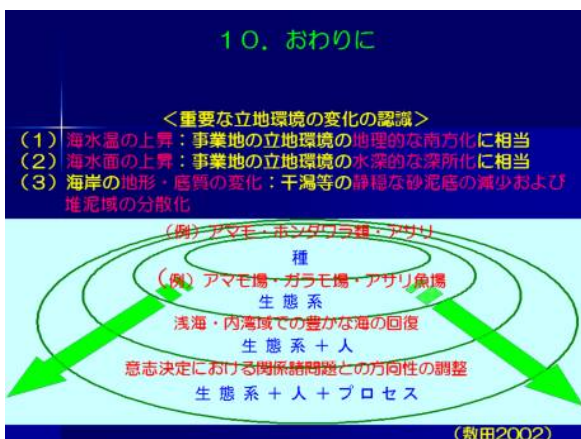 １０．おわりに
＜重要な立地環境の変化の認識＞
（１）海水温の上昇：事業地の立地環境の地理的な南方化に相当
（２）海水面の上昇：事業地の立地環境の水深的な深所化に相当
（３）海岸の地形・底質の変化：干潟等の静穏な砂泥底の減少および
堆泥域の分散化
（例）アマモ・ホンダワラ類・アサリ
種
（例）アマモ場・ガラモ場・アサリ魚場
生態系
浅海・内湾域での豊かな海の回復
生態系＋人
意志決定における関係諸問題との方向性の調整
生態系＋人＋プロセス
（敷田2002）